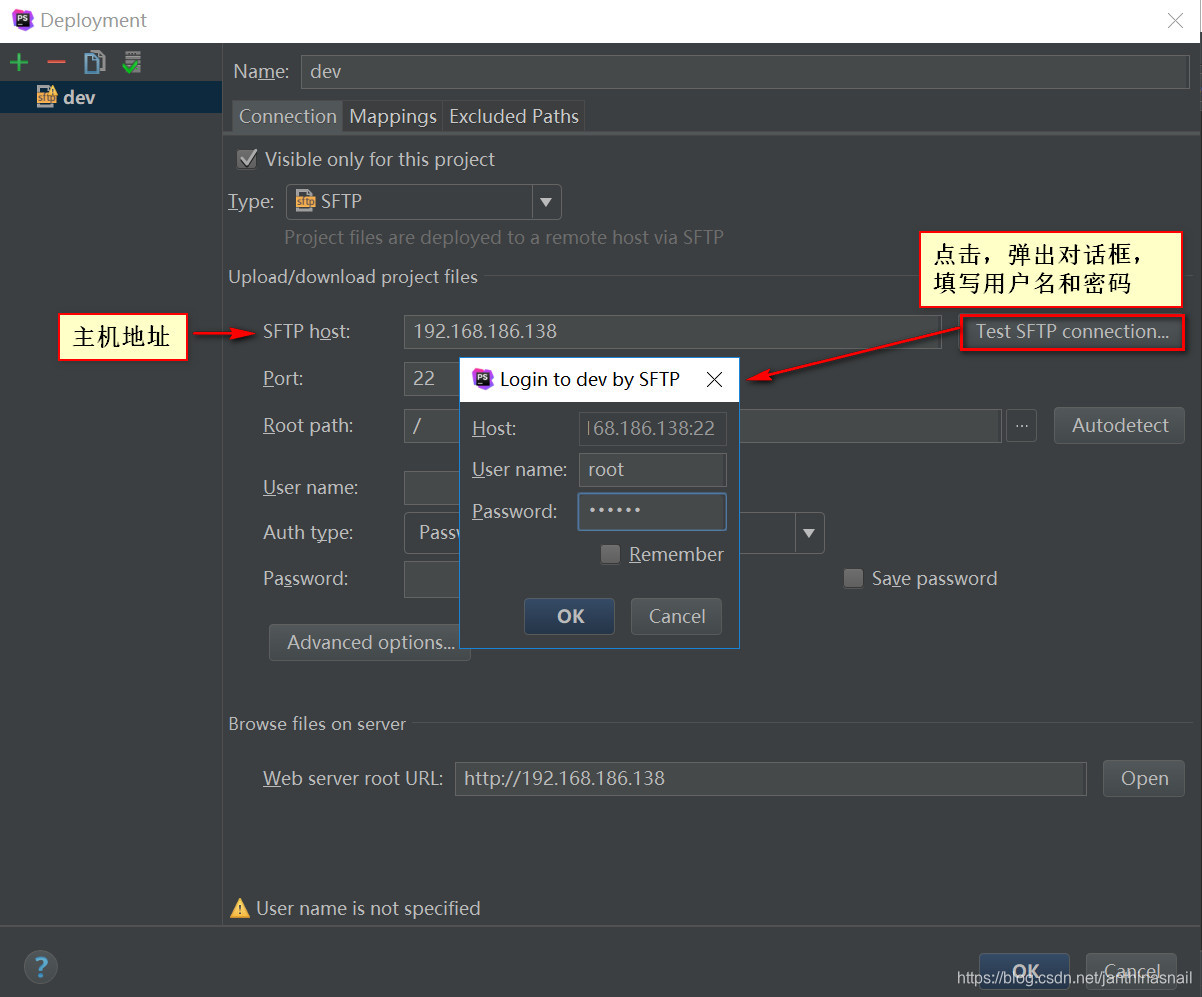 Deployment
dev
Name: dev
Connection Mappings Excluded Paths
Visible only for this project
Type: SFTP
Project files are deployed to a remote host via SFTP
点击，弹出对话框，
填写用户名和密码
Upload/download project files
主机地址
SFTP host: 192.168.186.138 Test SFTP connection...
Port: 22
Root path: / ... Autodetect
User name:
Auth type: Passw
Password: Save password
Advanced options...
Login to dev by SFTP
Host: 68.186.138:22
User name: root
Password: ••••••
Remember
OK Cancel
Browse files on server
Web server root URL: http://192.168.186.138 Open
User name is not specified
? OK Cancel
https://blog.csdn.net/janthinasnail